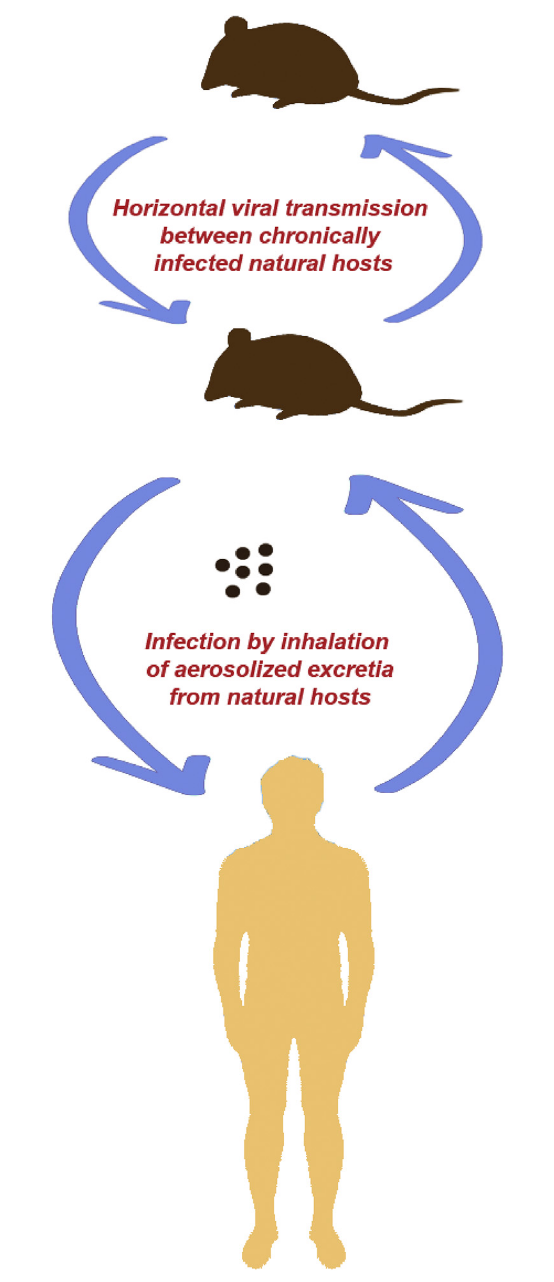 Horizontal viral transmission
between chronically
infected natural hosts
Infection by inhalation
of aerosolized excretia
from natural hosts